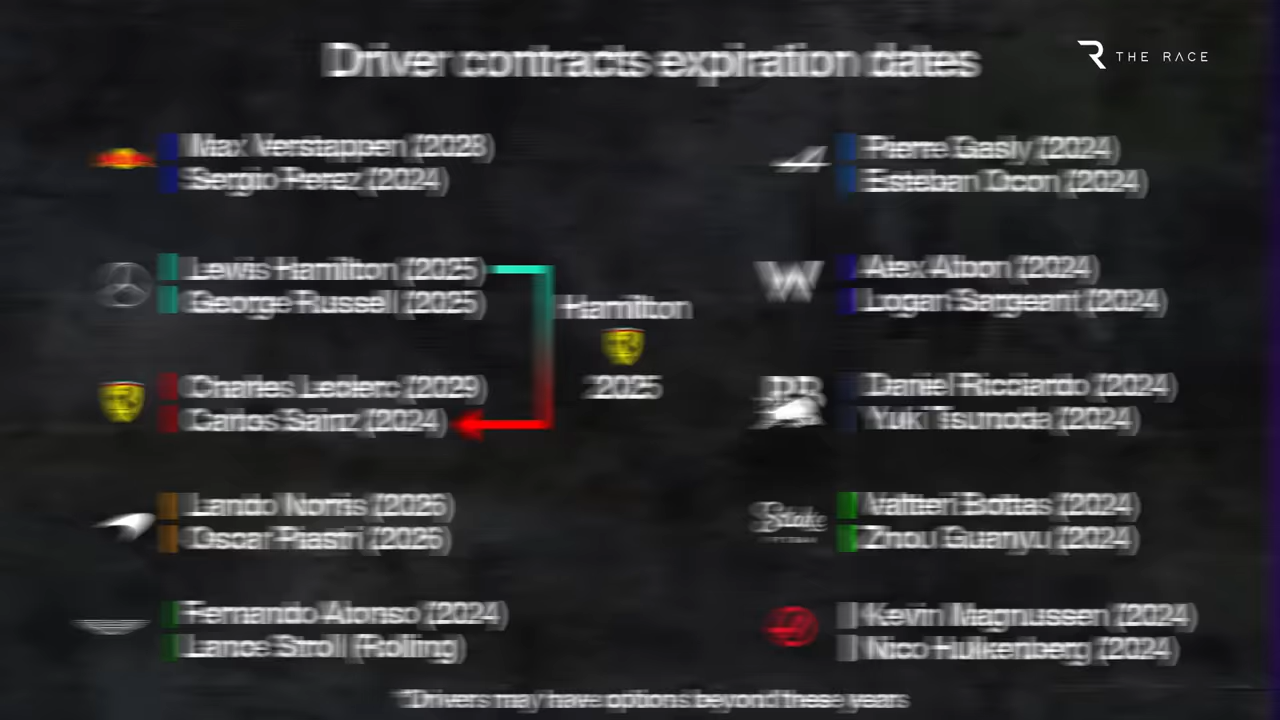 Driver contracts expiration dates
THE RACE
Max Verstappen (2028)
Sergio Perez (2024)
Lewis Hamilton (2025)
George Russell (2025)
Hamilton
2025
Charles Leclerc (2029)
Carlos Sainz (2024)
Lando Norris (2026)
Oscar Piastri (2026)
Fernando Alonso (2024)
Lance Stroll (Rolling)
Pierre Gasly (2024)
Esteban Ocon (2024)
Alex Albon (2024)
Logan Sargeant (2024)
Daniel Ricciardo (2024)
Yuki Tsunoda (2024)
Stake
Valtteri Bottas (2024)
Zhou Guanyu (2024)
Kevin Magnussen (2024)
Nico Hulkenberg (2024)
*Drivers may have options beyond these years